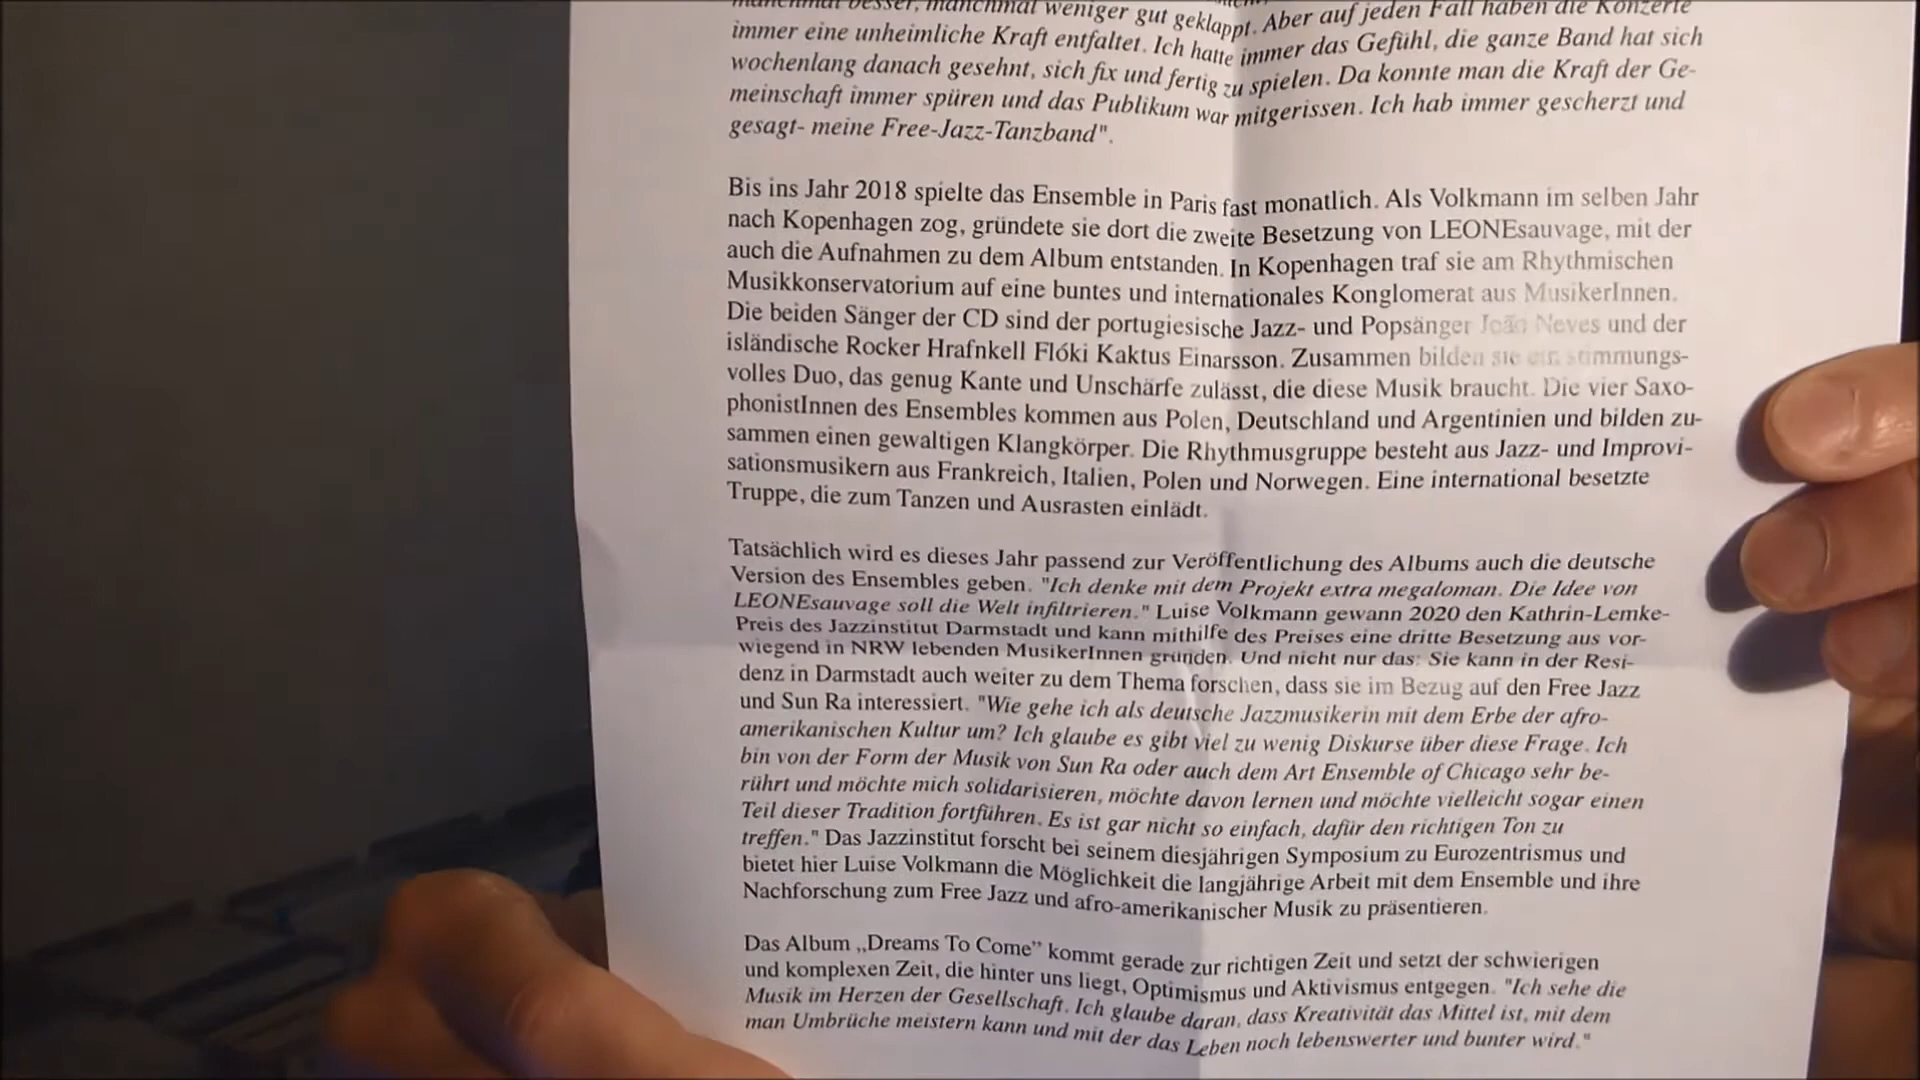 manchmal besser, manchmal weniger gut geklappt. Aber auf jeden Fall haben die Konzerte
immer eine unheimliche Kraft entfaltet. Ich hatte immer das Gefühl, die ganze Band hat sich
wochenlang danach gesehnt, sich fix und fertig zu spielen. Da konnte man die Kraft der Ge-
meinschaft immer spüren und das Publikum war mitgerissen. Ich hab immer gescherzt und
gesagt- meine Free-Jazz-Tanzband".
Bis ins Jahr 2018 spielte das Ensemble in Paris fast monatlich. Als Volkmann im selben Jahr
nach Kopenhagen zog, gründete sie dort die zweite Besetzung von LEONEsauvage, mit der
auch die Aufnahmen zu dem Album entstanden. In Kopenhagen traf sie am Rhythmischen
Musikkonservatorium auf eine buntes und internationales Konglomerat aus MusikerInnen.
Die beiden Sänger der CD sind der portugiesische Jazz- und Popsänger João Neves und der
isländische Rocker Hrafnkell Flóki Kaktus Einarsson. Zusammen bilden sie ein stimmungs-
volles Duo, das genug Kante und Unschärfe zulässt, die diese Musik braucht. Die vier Saxo-
phonistInnen des Ensembles kommen aus Polen, Deutschland und Argentinien und bilden zu-
sammen einen gewaltigen Klangkörper. Die Rhythmusgruppe besteht aus Jazz- und Improvi-
sationsmusikern aus Frankreich, Italien, Polen und Norwegen. Eine international besetzte
Truppe, die zum Tanzen und Ausrasten einlädt.
Tatsächlich wird es dieses Jahr passend zur Veröffentlichung des Albums auch die deutsche
Version des Ensembles geben. "Ich denke mit dem Projekt extra megaloman. Die Idee von
LEONEsauvage soll die Welt infiltrieren." Luise Volkmann gewann 2020 den Kathrin-Lemke-
Preis des Jazzinstitut Darmstadt und kann mithilfe des Preises eine dritte Besetzung aus vor-
wiegend in NRW lebenden MusikerInnen gründen. Und nicht nur das: Sie kann in der Resi-
denz in Darmstadt auch weiter zu dem Thema forschen, dass sie im Bezug auf den Free Jazz
und Sun Ra interessiert. "Wie gehe ich als deutsche Jazzmusikerin mit dem Erbe der afro-
amerikanischen Kultur um? Ich glaube es gibt viel zu wenig Diskurse über diese Frage. Ich
bin von der Form der Musik von Sun Ra oder auch dem Art Ensemble of Chicago sehr be-
rührt und möchte mich solidarisieren, möchte davon lernen und möchte vielleicht sogar einen
Teil dieser Tradition fortführen. Es ist gar nicht so einfach, dafür den richtigen Ton zu
treffen." Das Jazzinstitut forscht bei seinem diesjährigen Symposium zu Eurozentrismus und
bietet hier Luise Volkmann die Möglichkeit die langjährige Arbeit mit dem Ensemble und ihre
Nachforschung zum Free Jazz und afro-amerikanischer Musik zu präsentieren.
Das Album „Dreams To Come" kommt gerade zur richtigen Zeit und setzt der schwierigen
und komplexen Zeit, die hinter uns liegt, Optimismus und Aktivismus entgegen. "Ich sehe die
Musik im Herzen der Gesellschaft. Ich glaube daran, dass Kreativität das Mittel ist, mit dem
man Umbrüche meistern kann und mit der das Leben noch lebenswerter und bunter wird."